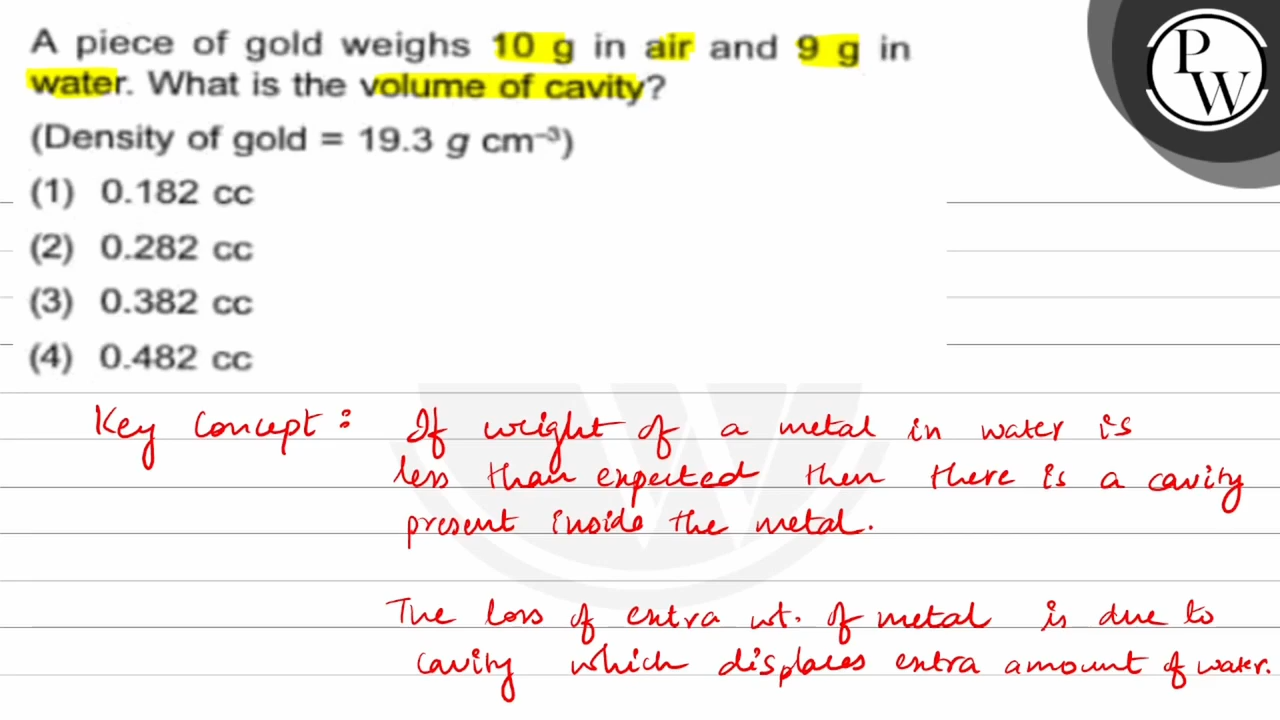 A piece of gold weighs 10 g in air and 9 g in
water. What is the volume of cavity?
(Density of gold = 19.3 g cm⁻³)
(1) 0.182 cc
(2) 0.282 cc
(3) 0.382 cc
(4) 0.482 cc
Key Concept : If weight of a metal in water is
less than expected then there is a cavity
present inside the metal.
The loss of extra wt. of metal is due to
cavity which displaces extra amount of water.
P
W